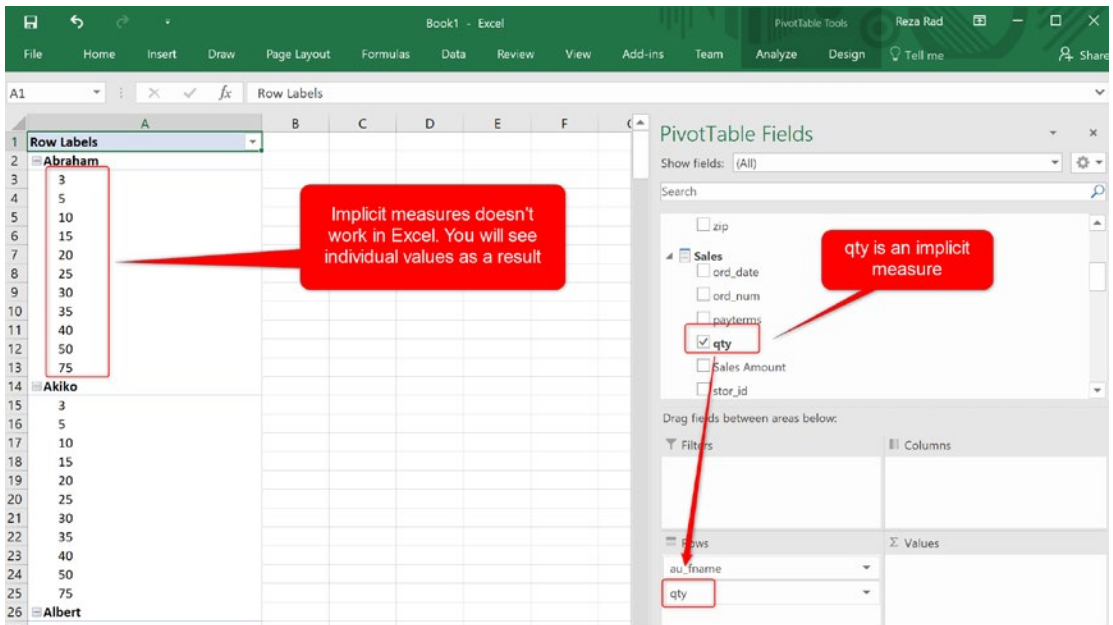 Book1 - Excel
PivotTable Tools
Reza Rad
File Home Insert Draw Page Layout Formulas Data Review View Add-ins Team Analyze Design Tell me Share
A1 fx Row Labels
A B C D E F
1 Row Labels
2 Abraham
3 3
4 5
5 10
6 15
7 20
8 25
9 30
10 35
11 40
12 50
13 75
14 Akiko
15 3
16 5
17 10
18 15
19 20
20 25
21 30
22 35
23 40
24 50
25 75
26 Albert
Implicit measures doesn't
work in Excel. You will see
individual values as a result
PivotTable Fields
Show fields: (All)
Search
zip
Sales
ord_date
ord_num
payterms
qty
Sales Amount
stor_id
qty is an implicit
measure
Drag fields between areas below:
Filters
Columns
Rows
Σ Values
au_fname
qty